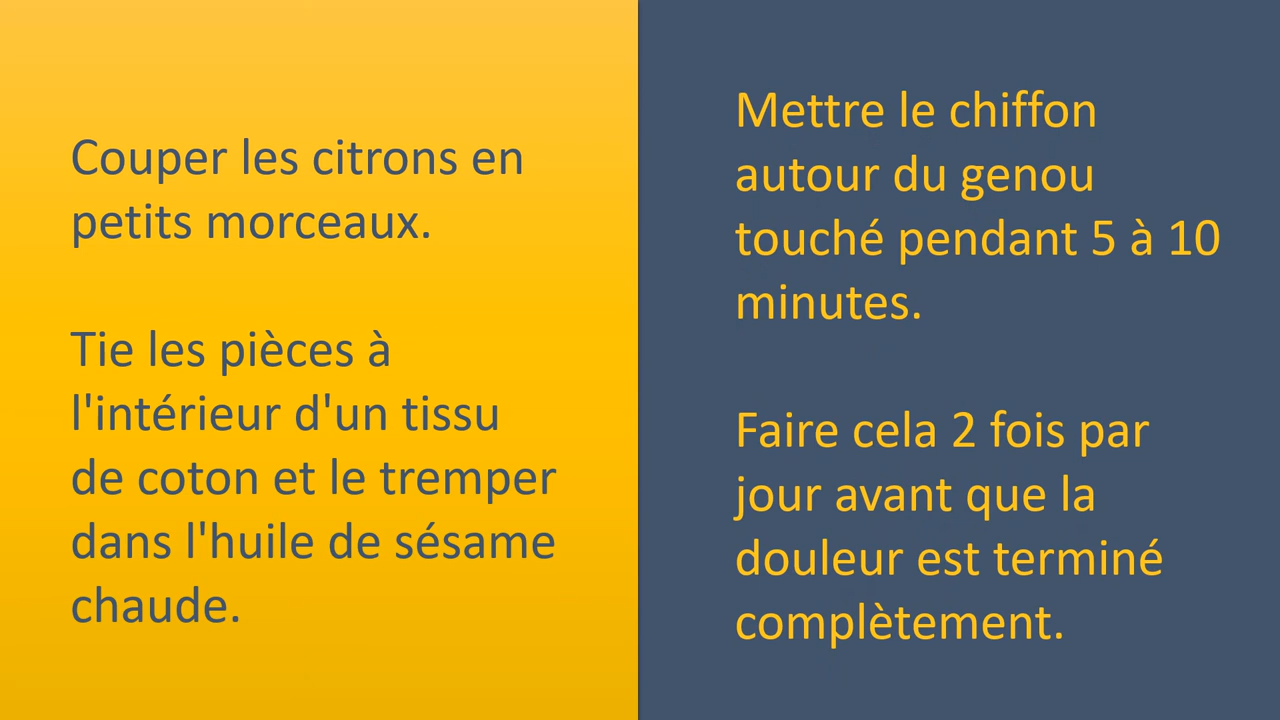 Couper les citrons en
petits morceaux.
Tie les pièces à
l'intérieur d'un tissu
de coton et le tremper
dans l'huile de sésame
chaude.
Mettre le chiffon
autour du genou
touché pendant 5 à 10
minutes.
Faire cela 2 fois par
jour avant que la
douleur est terminé
complètement.